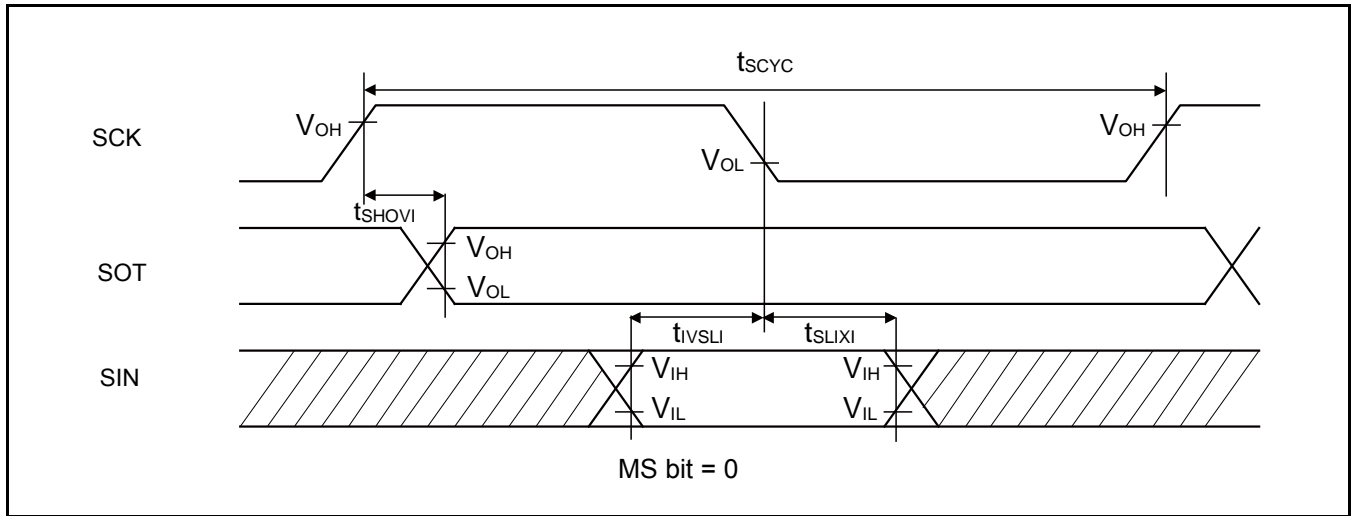 tSCYC
SCK
VOH
VOL
VOH
tSHOVI
SOT
VOH
VOL
tIVSLI
tSLIXI
SIN
VIH
VIH
VIL
VIL
MS bit = 0